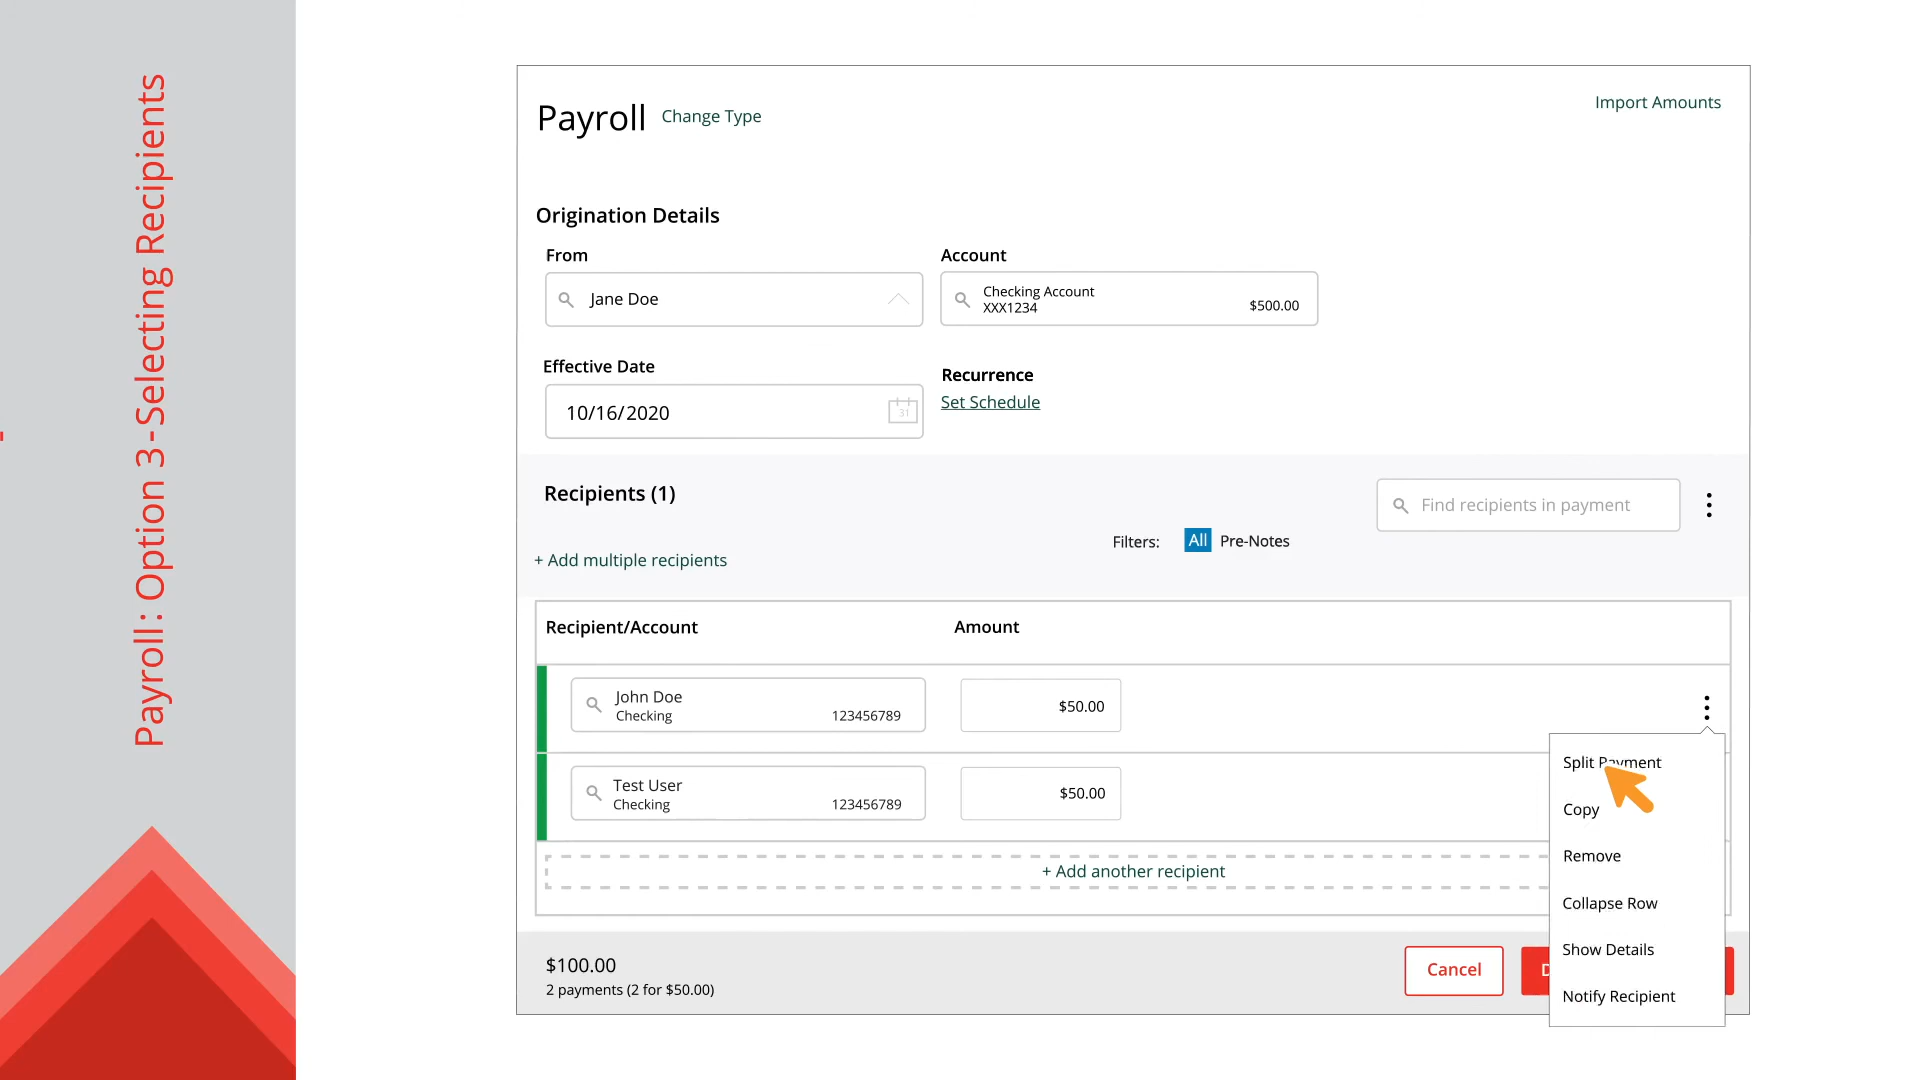 Payroll: Option 3-Selecting Recipients
Payroll Change Type
Import Amounts
Origination Details
From
Account
Jane Doe
Checking Account
XXX1234
$500.00
Effective Date
Recurrence
10/16/2020
31
Set Schedule
Recipients (1)
Find recipients in payment
Filters: All Pre-Notes
+ Add multiple recipients
Recipient/Account Amount
John Doe
Checking 123456789
$50.00
Test User
Checking 123456789
$50.00
+ Add another recipient
Split Payment
Copy
Remove
Collapse Row
Show Details
Notify Recipient
$100.00
2 payments (2 for $50.00)
Cancel